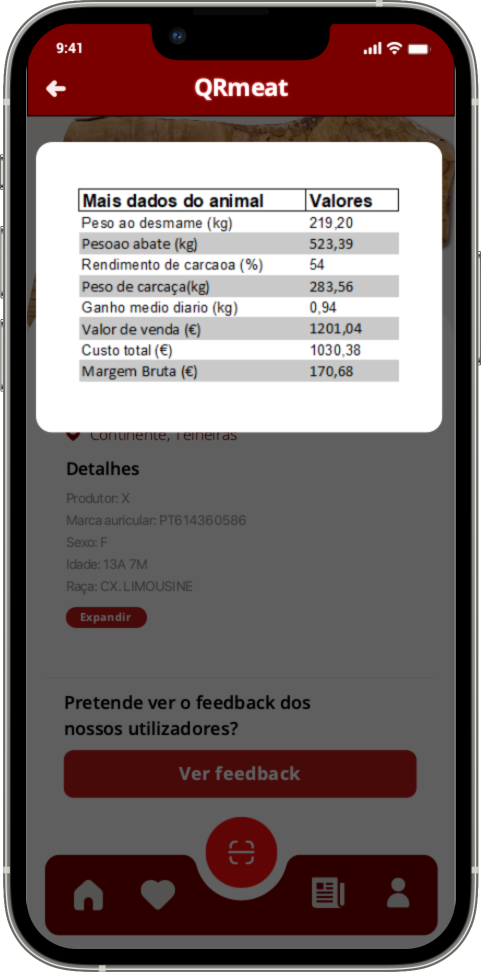 9:41
QRmeat
Mais dados do animal Valores
Peso ao desmame (kg) 219,20
Pesoao abate (kg) 523,39
Rendimento de carcaoa (%) 54
Peso de carcaça(kg) 283,56
Ganho medio diario (kg) 0,94
Valor de venda (€) 1201,04
Custo total (€) 1030,38
Margem Bruta (€) 170,68
Continente, Telheiras
Detalhes
Produtor: X
Marca auricular: PT614360586
Sexo: F
Idade: 13A 7M
Raça: CX. LIMOUSINE
Expandir
Pretende ver o feedback dos
nossos utilizadores?
Ver feedback